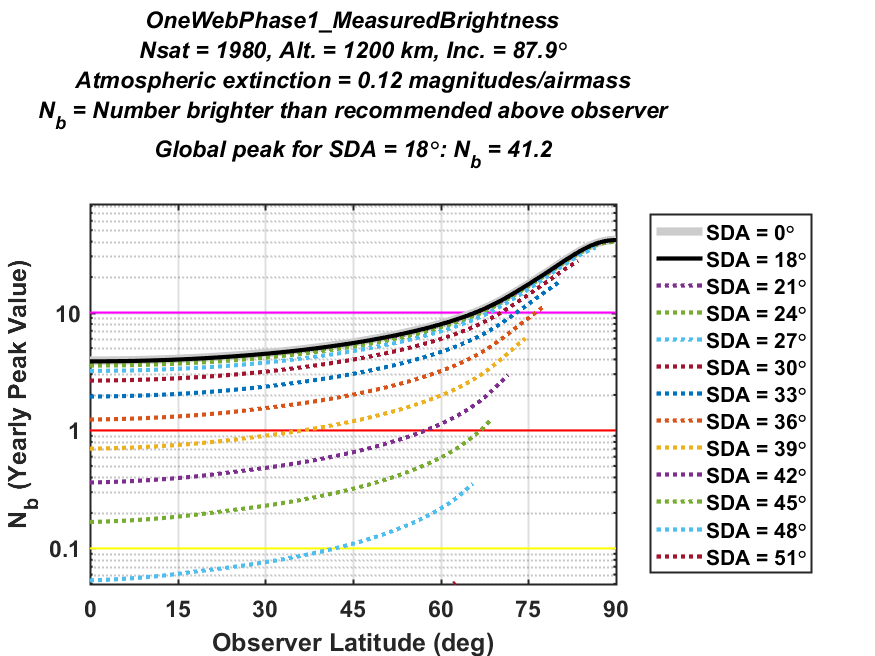 OneWebPhase1_MeasuredBrightness
Nsat = 1980, Alt. = 1200 km, Inc. = 87.9°
Atmospheric extinction = 0.12 magnitudes/airmass
N_b = Number brighter than recommended above observer
Global peak for SDA = 18°: N_b = 41.2
N_b (Yearly Peak Value)
10
1
0.1
0 15 30 45 60 75 90
Observer Latitude (deg)
SDA = 0°
SDA = 18°
SDA = 21°
SDA = 24°
SDA = 27°
SDA = 30°
SDA = 33°
SDA = 36°
SDA = 39°
SDA = 42°
SDA = 45°
SDA = 48°
SDA = 51°